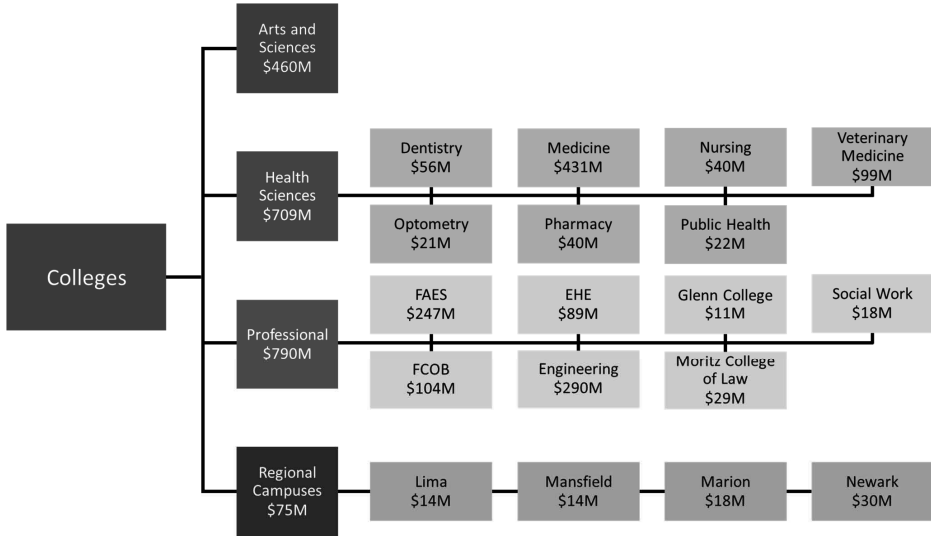 Colleges
Arts and
Sciences
$460M
Health
Sciences
$709M
Dentistry
$56M
Medicine
$431M
Nursing
$40M
Veterinary
Medicine
$99M
Optometry
$21M
Pharmacy
$40M
Public Health
$22M
Professional
$790M
FAES
$247M
EHE
$89M
Glenn College
$11M
Social Work
$18M
FCOB
$104M
Engineering
$290M
Moritz College
of Law
$29M
Regional
Campuses
$75M
Lima
$14M
Mansfield
$14M
Marion
$18M
Newark
$30M